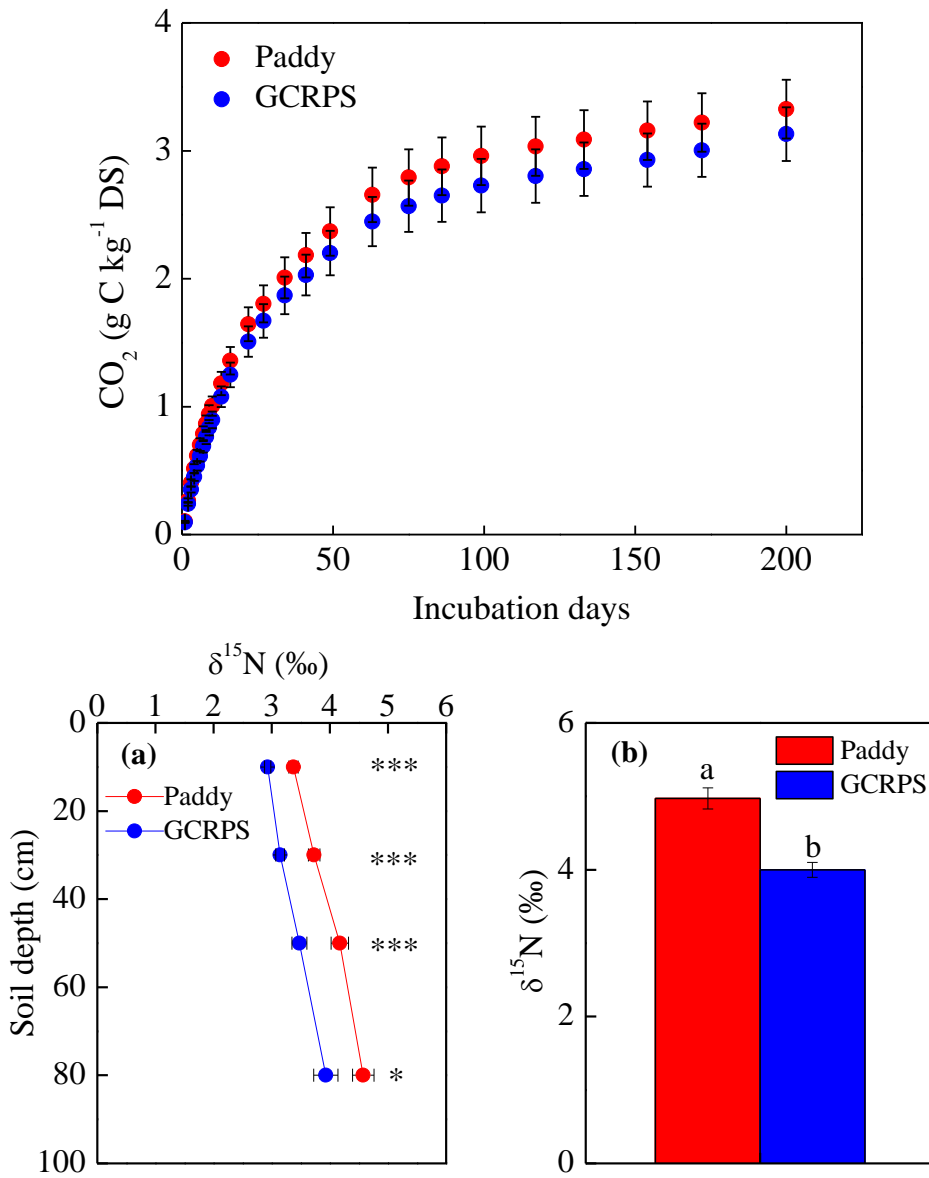 4
3
2
1
0
CO₂ (g C kg⁻¹ DS)
Paddy
GCRPS
0 50 100 150 200
Incubation days
δ¹⁵N (‰)
0 1 2 3 4 5 6
0
20
40
60
80
100
Soil depth (cm)
(a)
Paddy
GCRPS
***
***
***
*
6
4
2
0
δ¹⁵N (‰)
(b)
Paddy
GCRPS
a
b